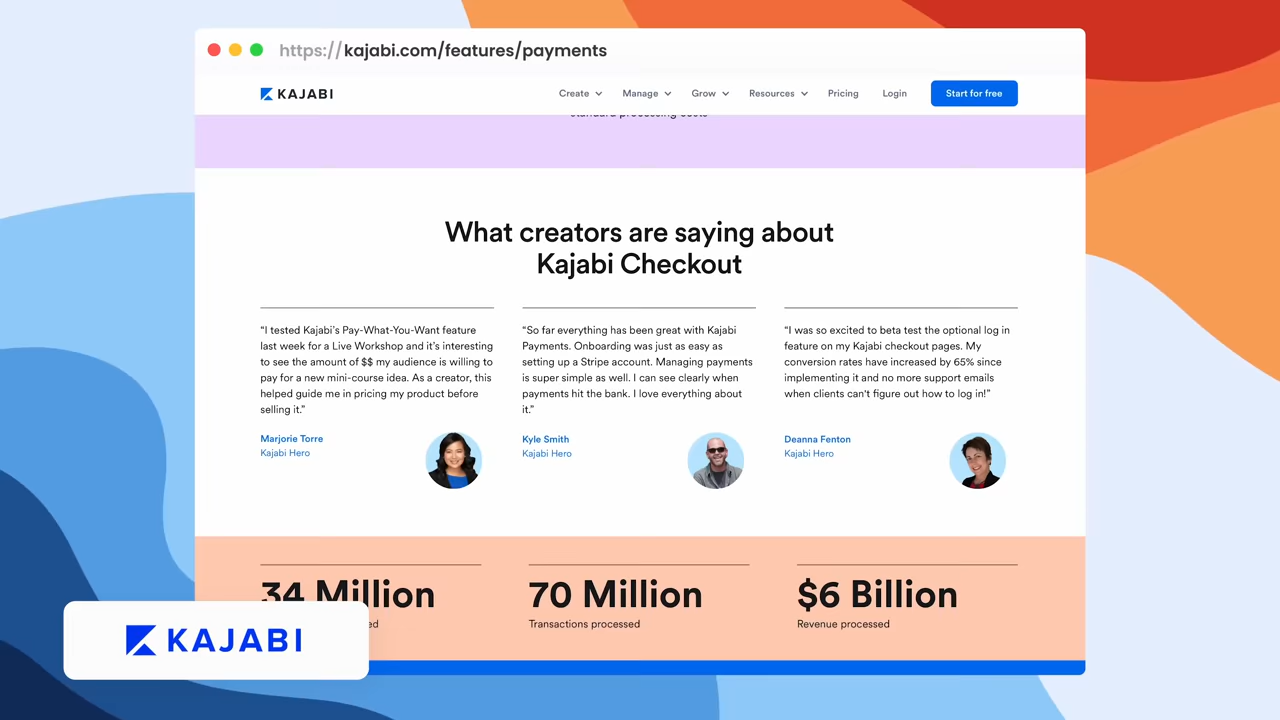 https://kajabi.com/features/payments
KAJABI Create Manage Grow Resources Pricing Login Start for free
standard processing costs
What creators are saying about
Kajabi Checkout
“I tested Kajabi’s Pay-What-You-Want feature
last week for a Live Workshop and it’s interesting
to see the amount of $$ my audience is willing to
pay for a new mini-course idea. As a creator, this
helped guide me in pricing my product before
selling it.”
Marjorie Torre
Kajabi Hero
“So far everything has been great with Kajabi
Payments. Onboarding was just as easy as
setting up a Stripe account. Managing payments
is super simple as well. I can see clearly when
payments hit the bank. I love everything about
it.”
Kyle Smith
Kajabi Hero
“I was so excited to beta test the optional log in
feature on my Kajabi checkout pages. My
conversion rates have increased by 65% since
implementing it and no more support emails
when clients can't figure out how to log in!”
Deanna Fenton
Kajabi Hero
34 Million
70 Million
Transactions processed
$6 Billion
Revenue processed
KAJABI